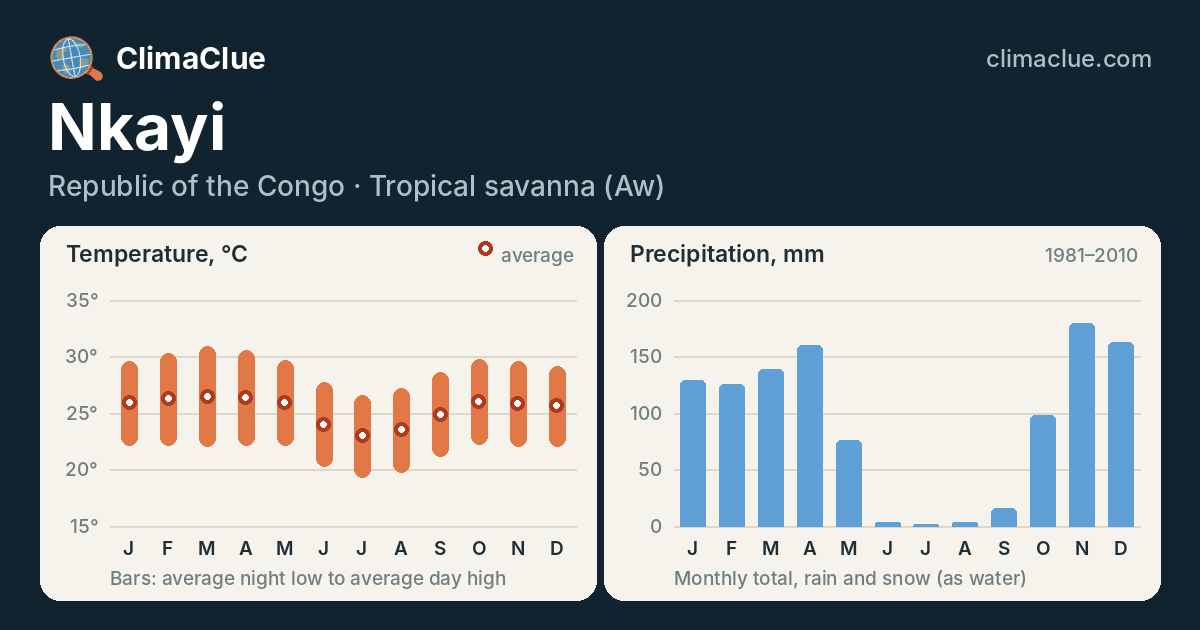 ClimaClue
climaclue.com
Nkayi
Republic of the Congo · Tropical savanna (Aw)
Temperature, °C
average
35°
30°
25°
20°
15°
J F M A M J J A S O N D
Bars: average night low to average day high
Precipitation, mm
1981–2010
200
150
100
50
0
J F M A M J J A S O N D
Monthly total, rain and snow (as water)